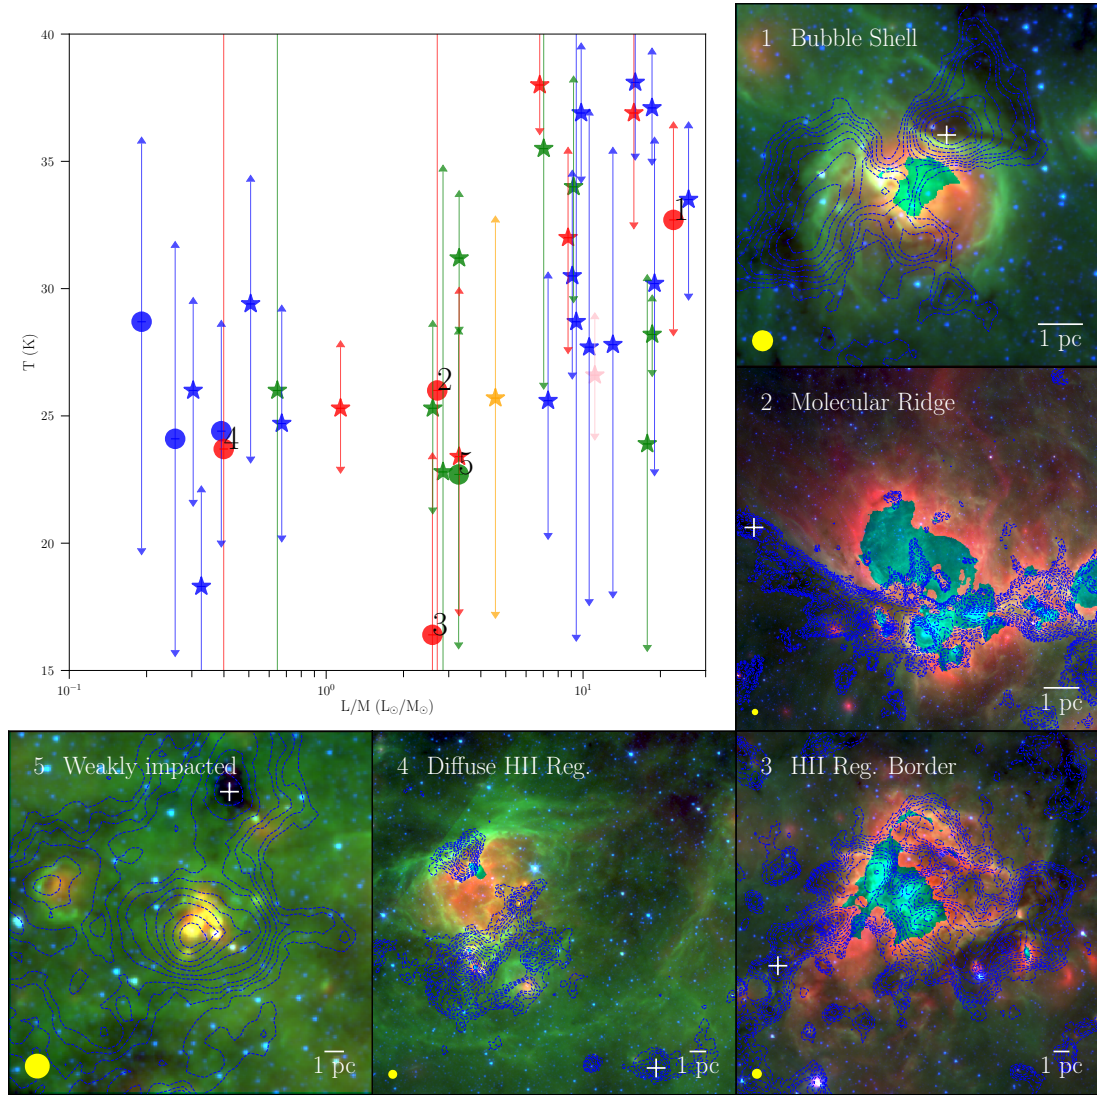 40
35
30
25
20
15
T (K)
10⁻¹
10⁰
10¹
L/M (L☉/M☉)
1
2
3
4
5
1 Bubble Shell
1 pc
2 Molecular Ridge
1 pc
5 Weakly impacted
1 pc
4 Diffuse HII Reg.
1 pc
3 HII Reg. Border
1 pc